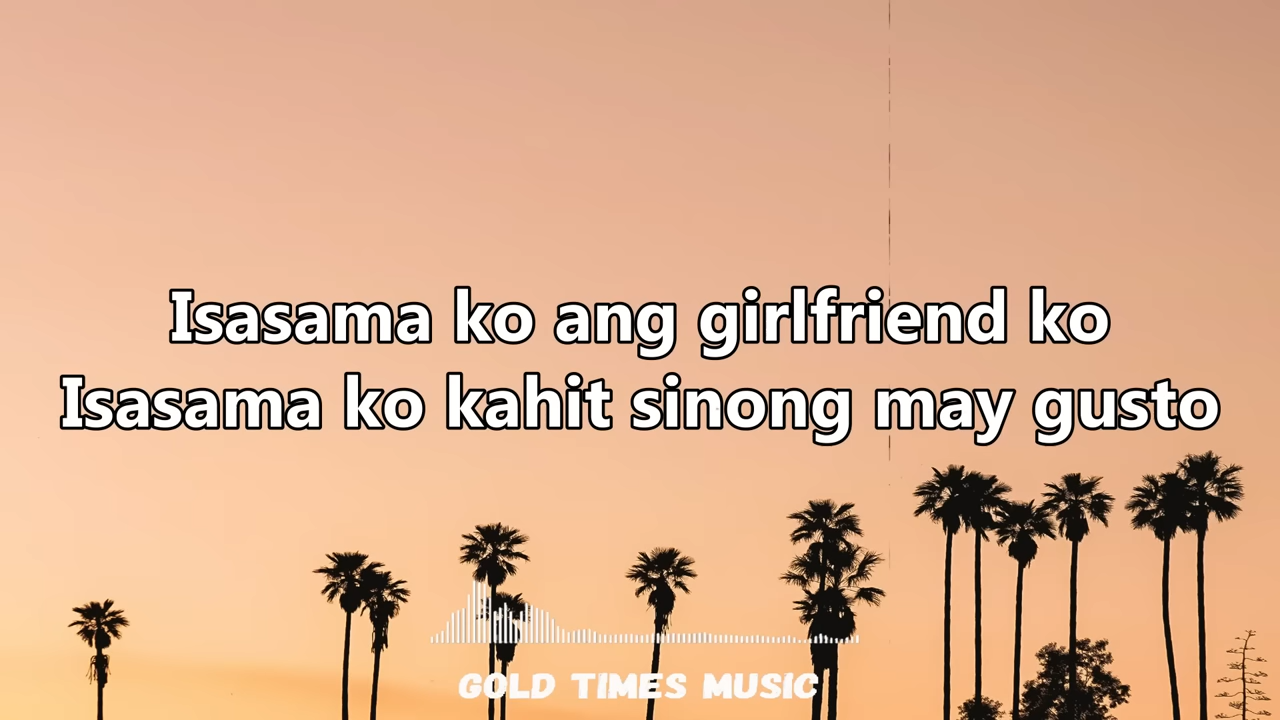 Isasama ko ang girlfriend ko
Isasama ko kahit sinong may gusto
GOLD TIMES MUSIC